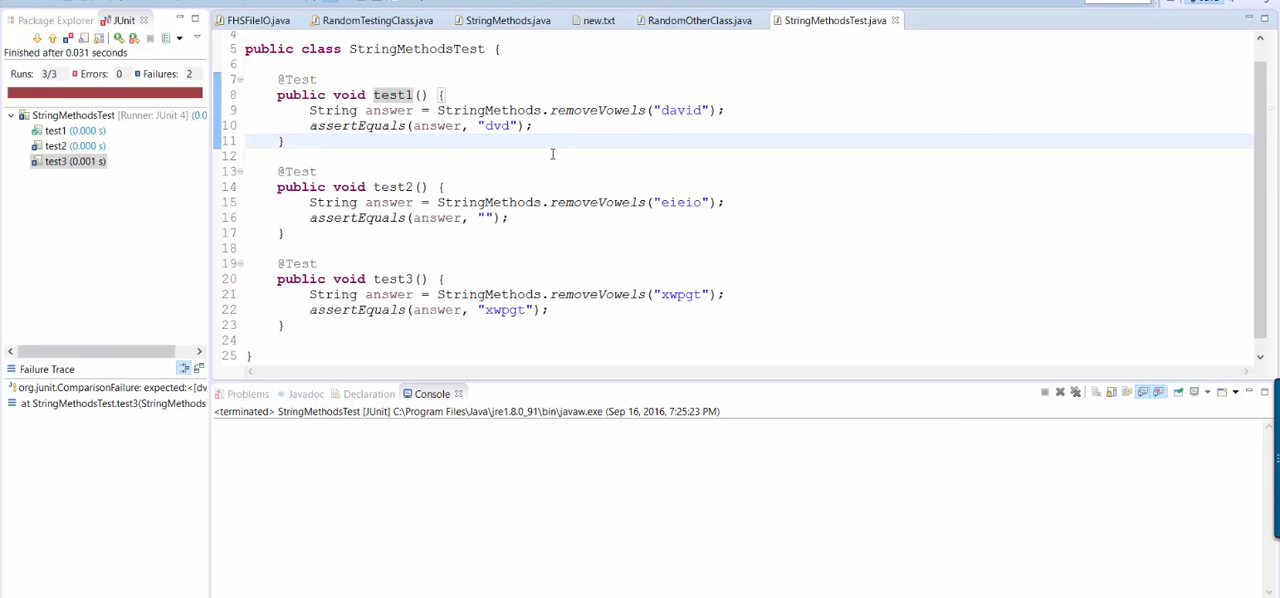 Package Explorer JUnit
FHSFileIO.java RandomTestingClass.java StringMethods.java new.txt RandomOtherClass.java StringMethodsTest.java
Finished after 0.031 seconds
Runs: 3/3 Errors: 0 Failures: 2
StringMethodsTest [Runner: JUnit 4] (0.0
test1 (0.000 s)
test2 (0.000 s)
test3 (0.001 s)
Failure Trace
org.junit.ComparisonFailure: expected:<[dv
at StringMethodsTest.test3(StringMethods
4
5 public class StringMethodsTest {
6
7 @Test
8 public void test1() {
9 String answer = StringMethods.removeVowels("david");
10 assertEquals(answer, "dvd");
11 }
12
13 @Test
14 public void test2() {
15 String answer = StringMethods.removeVowels("eieio");
16 assertEquals(answer, "");
17 }
18
19 @Test
20 public void test3() {
21 String answer = StringMethods.removeVowels("xwpgt");
22 assertEquals(answer, "xwpgt");
23 }
24
25 }
Problems Javadoc Declaration Console
<terminated> StringMethodsTest [JUnit] C:\Program Files\Java\jre1.8.0_91\bin\javaw.exe (Sep 16, 2016, 7:25:23 PM)